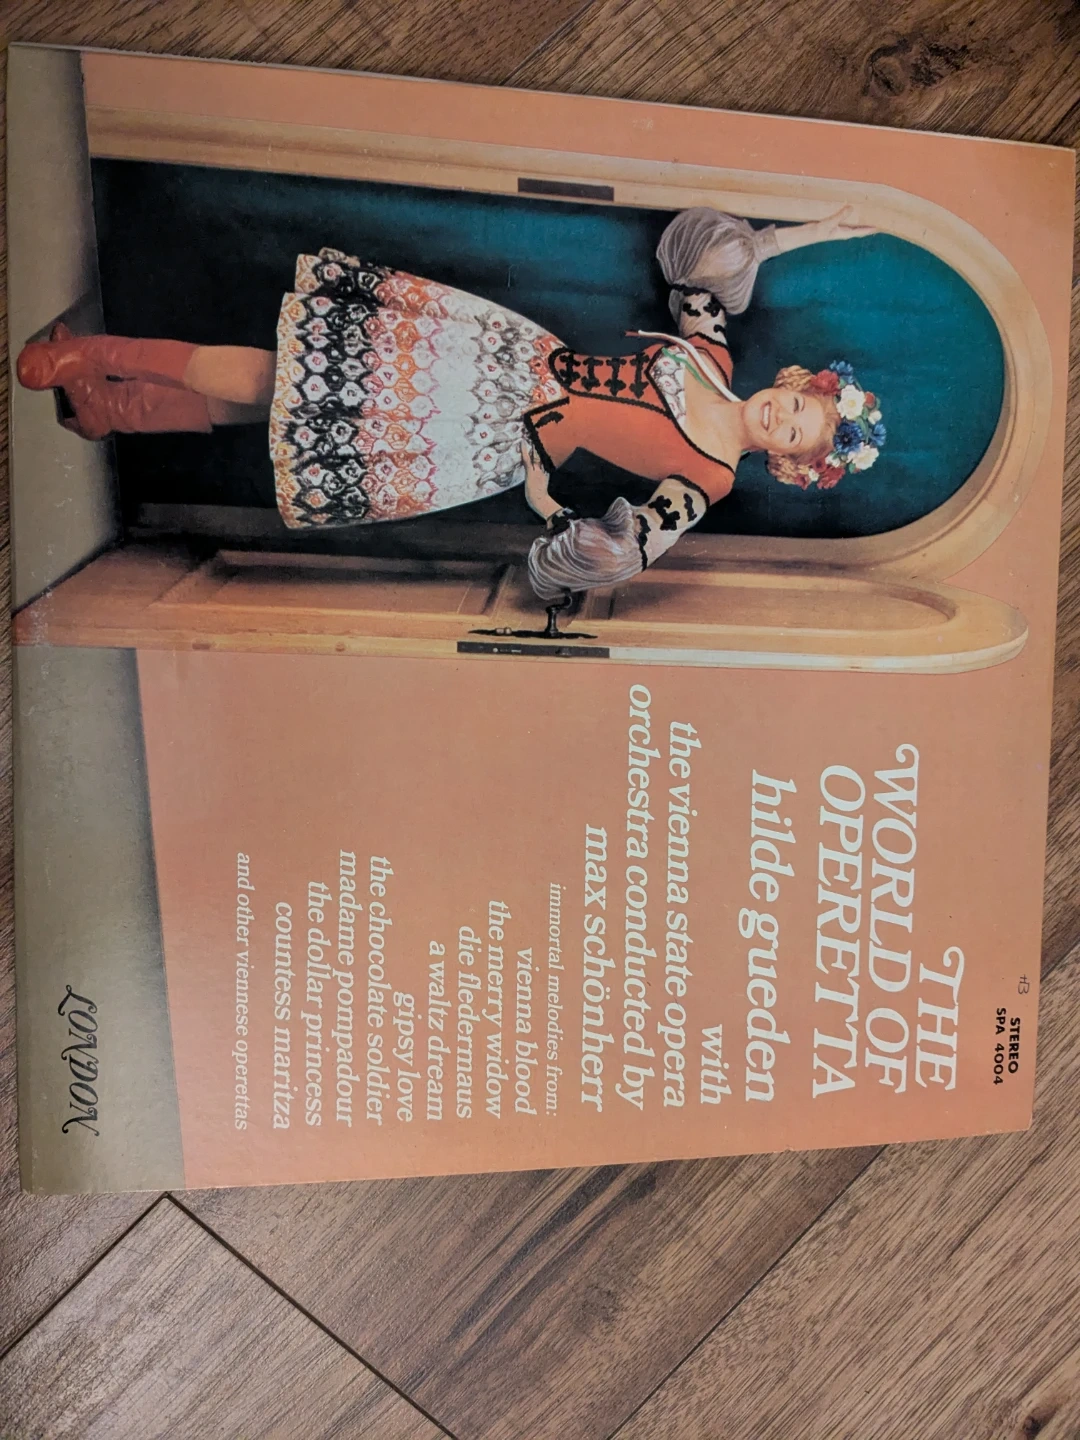 #3
STEREO
SPA 4004
THE
WORLD OF
OPERETTA
hilde gueden
with
the vienna state opera
orchestra conducted by
max schönherr
immortal melodies from:
vienna blood
the merry widow
die fledermaus
a waltz dream
gipsy love
the chocolate soldier
madame pompadour
the dollar princess
countess maritza
and other viennese operettas
LONDON